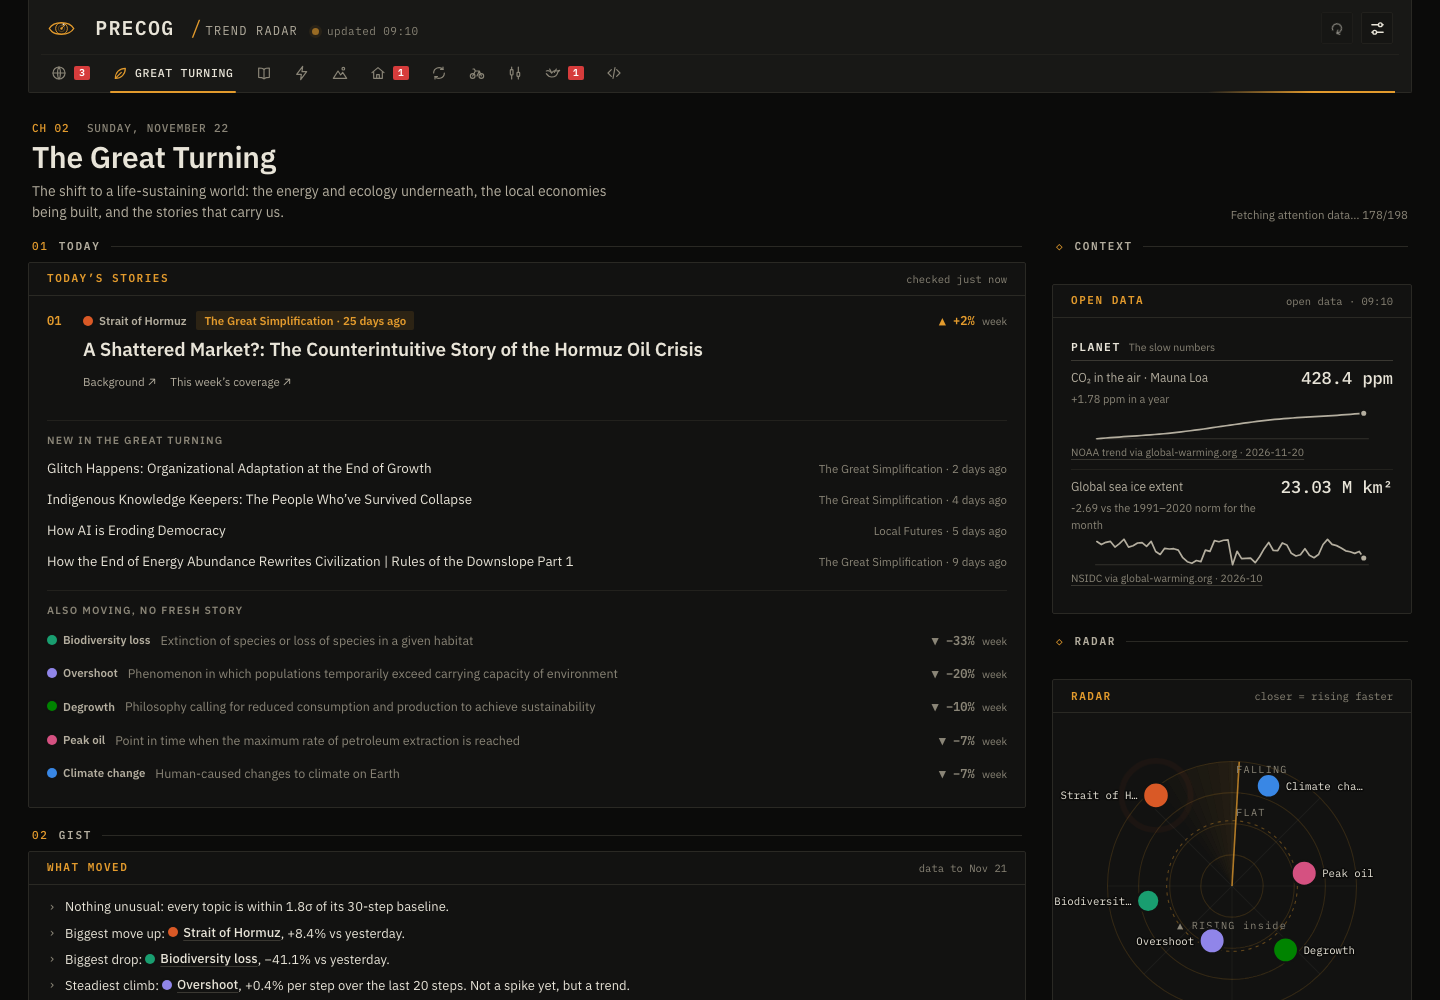 PRECOG / TREND RADAR updated 09:10
3 GREAT TURNING 1 1
CH 02 SUNDAY, NOVEMBER 22
The Great Turning
The shift to a life-sustaining world: the energy and ecology underneath, the local economies
being built, and the stories that carry us.
Fetching attention data… 178/198
01 TODAY
TODAY’S STORIES checked just now
01 Strait of Hormuz The Great Simplification · 25 days ago ▲ +2% week
A Shattered Market?: The Counterintuitive Story of the Hormuz Oil Crisis
Background ↗ This week’s coverage ↗
NEW IN THE GREAT TURNING
Glitch Happens: Organizational Adaptation at the End of Growth The Great Simplification · 2 days ago
Indigenous Knowledge Keepers: The People Who’ve Survived Collapse The Great Simplification · 4 days ago
How AI is Eroding Democracy Local Futures · 5 days ago
How the End of Energy Abundance Rewrites Civilization | Rules of the Downslope Part 1 The Great Simplification · 9 days ago
ALSO MOVING, NO FRESH STORY
Biodiversity loss Extinction of species or loss of species in a given habitat ▼ −33% week
Overshoot Phenomenon in which populations temporarily exceed carrying capacity of environment ▼ −20% week
Degrowth Philosophy calling for reduced consumption and production to achieve sustainability ▼ −10% week
Peak oil Point in time when the maximum rate of petroleum extraction is reached ▼ −7% week
Climate change Human-caused changes to climate on Earth ▼ −7% week
02 GIST
WHAT MOVED data to Nov 21
› Nothing unusual: every topic is within 1.8σ of its 30-step baseline.
› Biggest move up: Strait of Hormuz, +8.4% vs yesterday.
› Biggest drop: Biodiversity loss, −41.1% vs yesterday.
› Steadiest climb: Overshoot, +0.4% per step over the last 20 steps. Not a spike yet, but a trend.
◇ CONTEXT
OPEN DATA open data · 09:10
PLANET The slow numbers
CO₂ in the air · Mauna Loa 428.4 ppm
+1.78 ppm in a year
NOAA trend via global-warming.org · 2026-11-20
Global sea ice extent 23.03 M km²
-2.69 vs the 1991–2020 norm for the
month
NSIDC via global-warming.org · 2026-10
◇ RADAR
RADAR closer = rising faster
FALLING
Climate cha…
Strait of H…
FLAT
Peak oil
Biodiversit…
▲ RISING inside
Overshoot
Degrowth